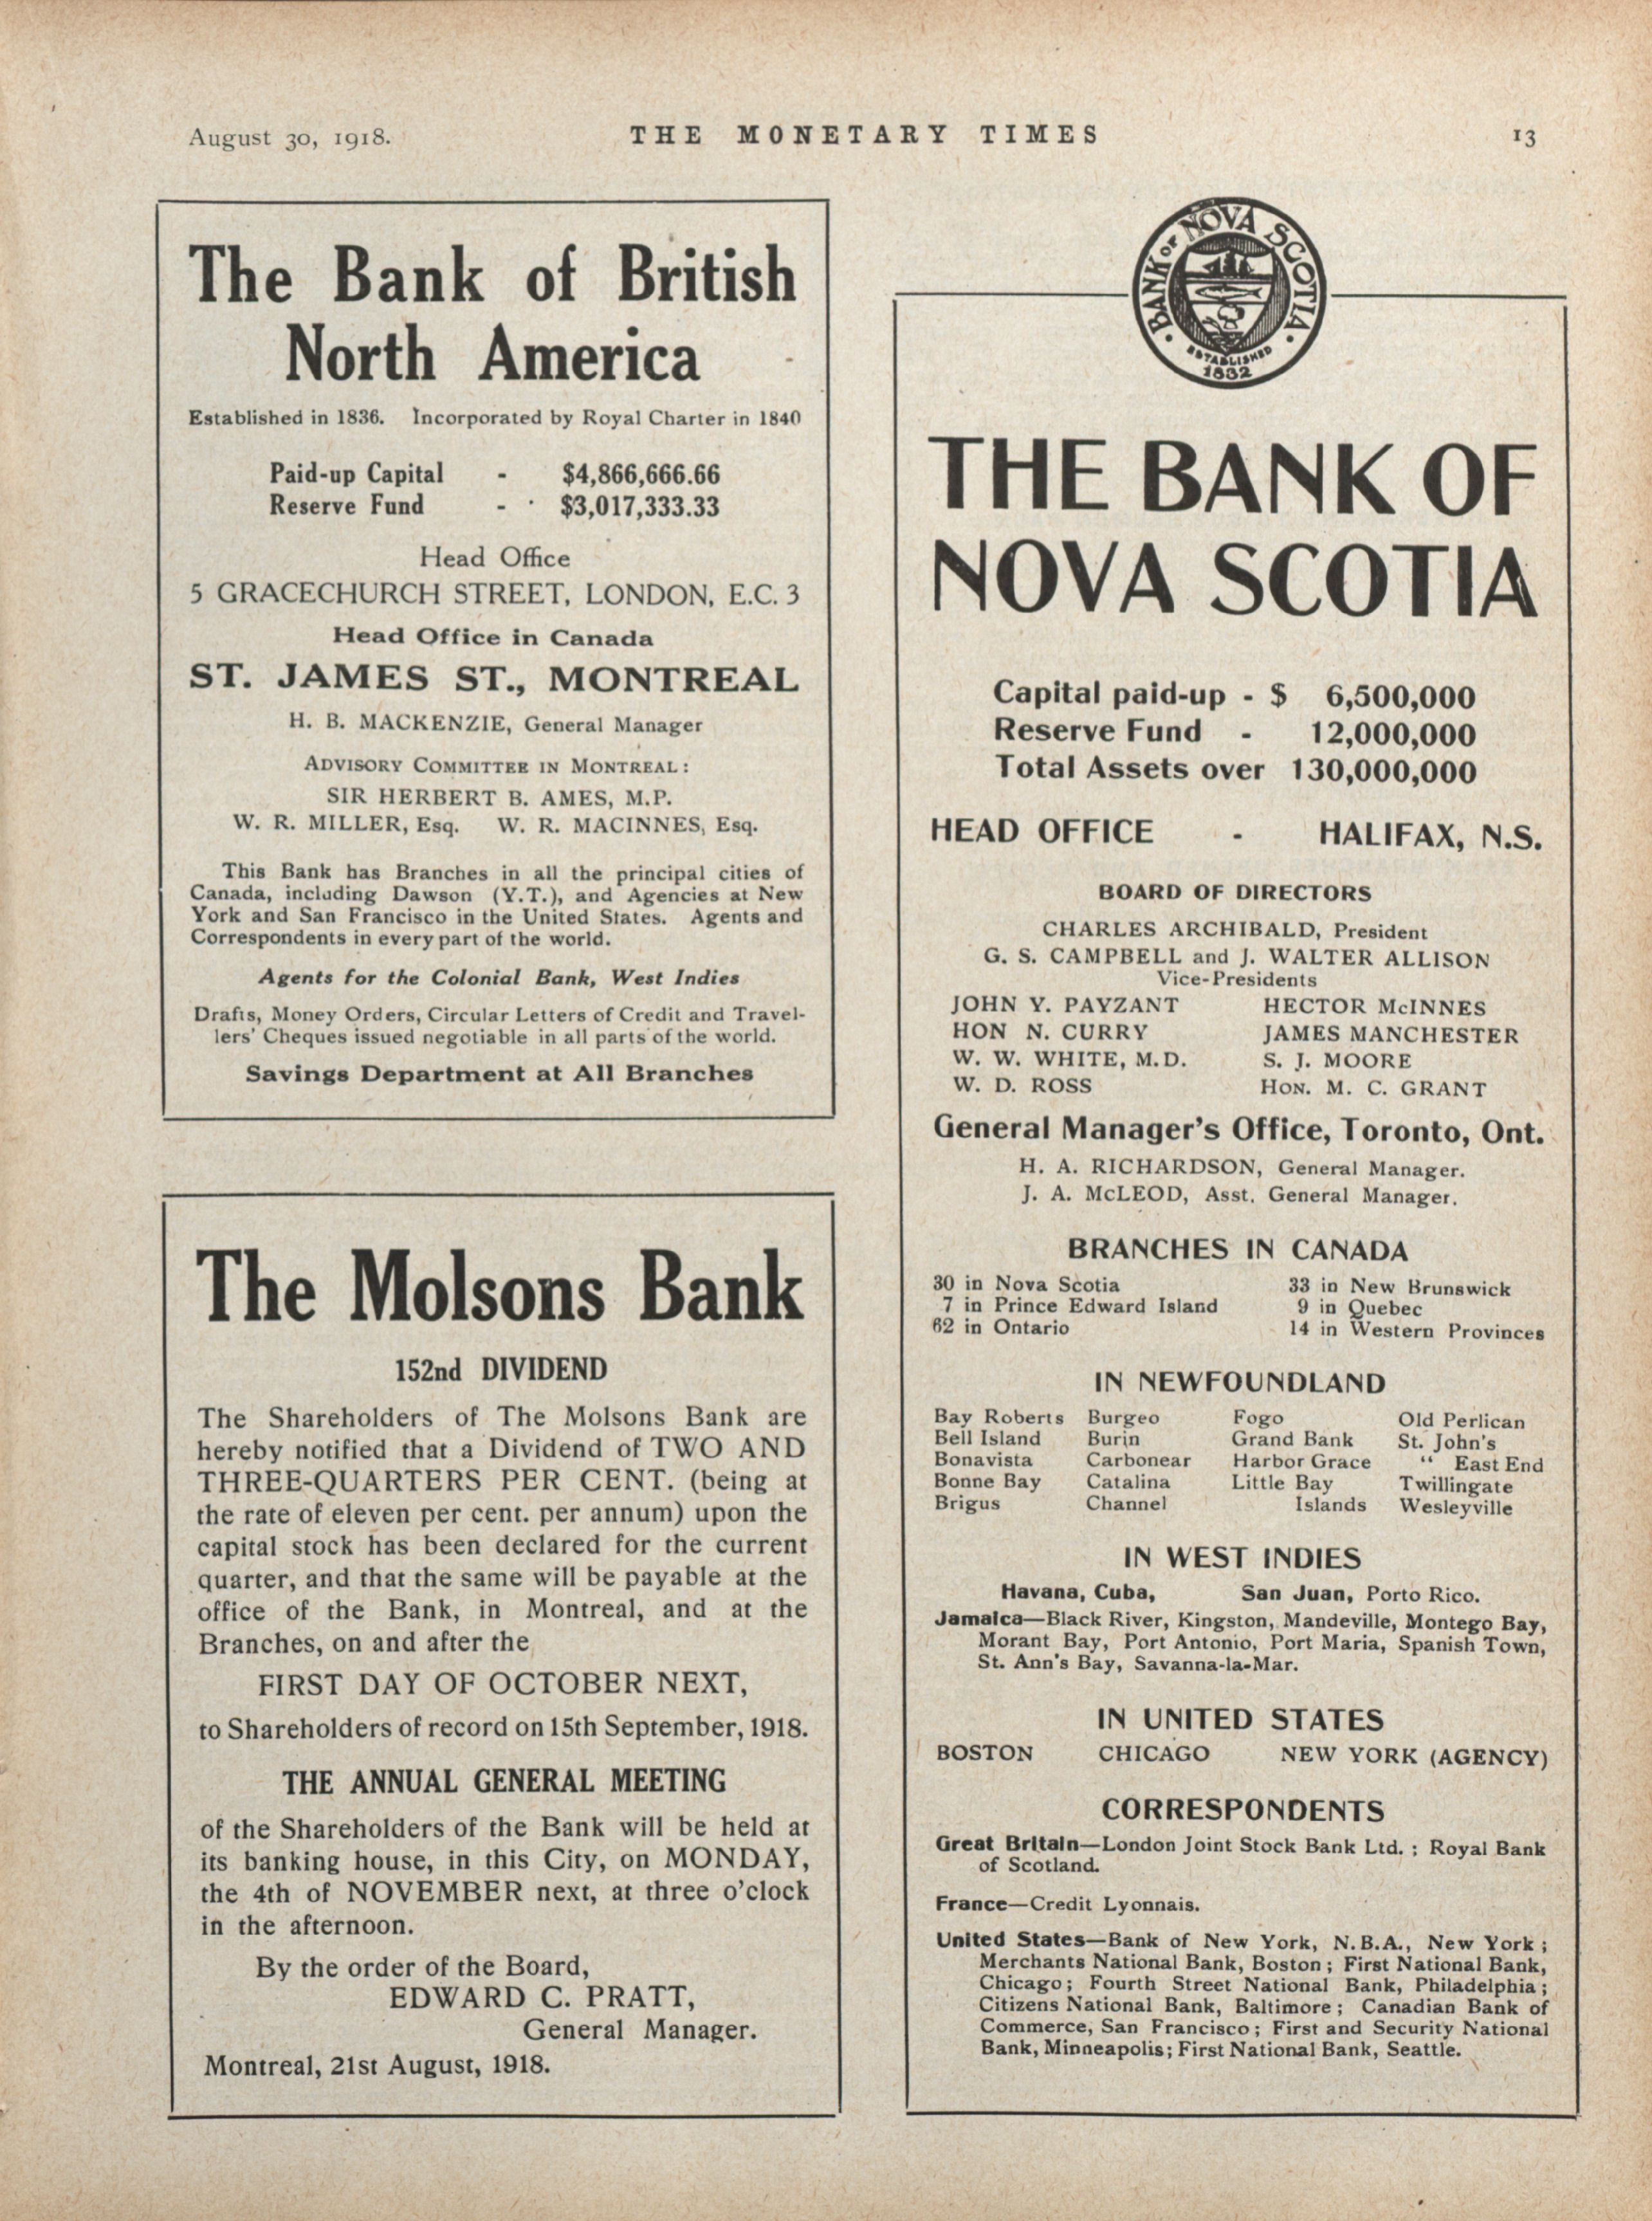 August 30, 1918.
THE MONETARY TIMES
13
The Bank of British
North America
Established in 1836. Incorporated by Royal Charter in 1840
Paid-up Capital - $4,866,666.66
Reserve Fund - $3,017,333.33
Head Office
5 GRACECHURCH STREET, LONDON, E.C. 3
Head Office in Canada
ST. JAMES ST., MONTREAL
H. B. MACKENZIE, General Manager
ADVISORY COMMITTEE IN MONTREAL:
SIR HERBERT B. AMES, M.P.
W. R. MILLER, Esq. W. R. MACINNES, Esq.
This Bank has Branches in all the principal cities of
Canada, including Dawson (Y.T.), and Agencies at New
York and San Francisco in the United States. Agents and
Correspondents in every part of the world.
Agents for the Colonial Bank, West Indies
Drafts, Money Orders, Circular Letters of Credit and Travel-
lers' Cheques issued negotiable in all parts of the world.
Savings Department at All Branches
The Molsons Bank
152nd DIVIDEND
The Shareholders of The Molsons Bank are
hereby notified that a Dividend of TWO AND
THREE-QUARTERS PER CENT. (being at
the rate of eleven per cent. per annum) upon the
capital stock has been declared for the current
quarter, and that the same will be payable at the
office of the Bank, in Montreal, and at the
Branches, on and after the
FIRST DAY OF OCTOBER NEXT,
to Shareholders of record on 15th September, 1918.
THE ANNUAL GENERAL MEETING
of the Shareholders of the Bank will be held at
its banking house, in this City, on MONDAY,
the 4th of NOVEMBER next, at three o'clock
in the afternoon.
By the order of the Board,
EDWARD C. PRATT,
General Manager.
Montreal, 21st August, 1918.
BANK OF NOVA SCOTIA
ESTABLISHED
1832
THE BANK OF
NOVA SCOTIA
Capital paid-up - $ 6,500,000
Reserve Fund - 12,000,000
Total Assets over 130,000,000
HEAD OFFICE - HALIFAX, N.S.
BOARD OF DIRECTORS
CHARLES ARCHIBALD, President
G. S. CAMPBELL and J. WALTER ALLISON
Vice-Presidents
JOHN Y. PAYZANT HECTOR McINNES
HON N. CURRY JAMES MANCHESTER
W. W. WHITE, M.D. S. J. MOORE
W. D. ROSS HON. M. C. GRANT
General Manager's Office, Toronto, Ont.
H. A. RICHARDSON, General Manager.
J. A. McLEOD, Asst. General Manager.
BRANCHES IN CANADA
30 in Nova Scotia 33 in New Brunswick
7 in Prince Edward Island 9 in Quebec
62 in Ontario 14 in Western Provinces
IN NEWFOUNDLAND
Bay Roberts Burgeo Fogo Old Perlican
Bell Island Burin Grand Bank St. John's
Bonavista Carbonear Harbor Grace " East End
Bonne Bay Catalina Little Bay Twillingate
Brigus Channel Islands Wesleyville
IN WEST INDIES
Havana, Cuba, San Juan, Porto Rico.
Jamaica—Black River, Kingston, Mandeville, Montego Bay,
Morant Bay, Port Antonio, Port Maria, Spanish Town,
St. Ann's Bay, Savanna-la-Mar.
IN UNITED STATES
BOSTON CHICAGO NEW YORK (AGENCY)
CORRESPONDENTS
Great Britain—London Joint Stock Bank Ltd. ; Royal Bank
of Scotland.
France—Credit Lyonnais.
United States—Bank of New York, N.B.A., New York ;
Merchants National Bank, Boston ; First National Bank,
Chicago ; Fourth Street National Bank, Philadelphia ;
Citizens National Bank, Baltimore ; Canadian Bank of
Commerce, San Francisco ; First and Security National
Bank, Minneapolis; First National Bank, Seattle.